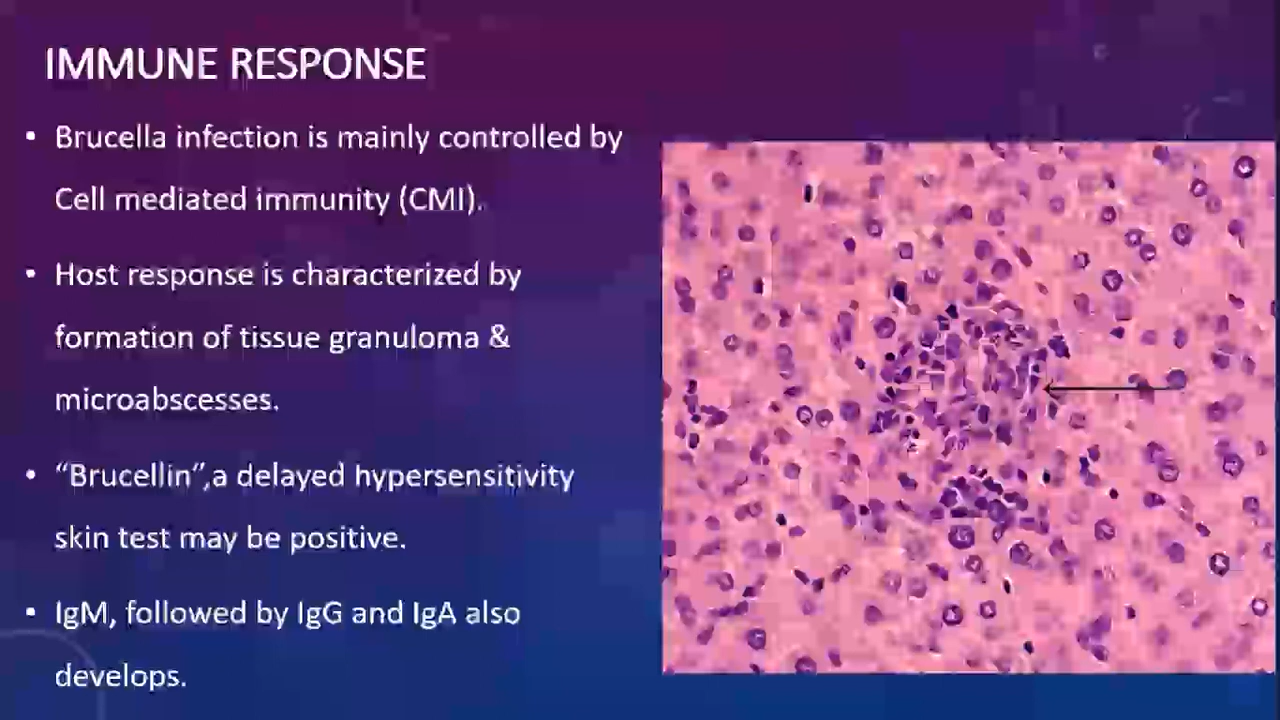 IMMUNE RESPONSE
• Brucella infection is mainly controlled by
Cell mediated immunity (CMI).
• Host response is characterized by
formation of tissue granuloma &
microabscesses.
• “Brucellin”,a delayed hypersensitivity
skin test may be positive.
• IgM, followed by IgG and IgA also
develops.